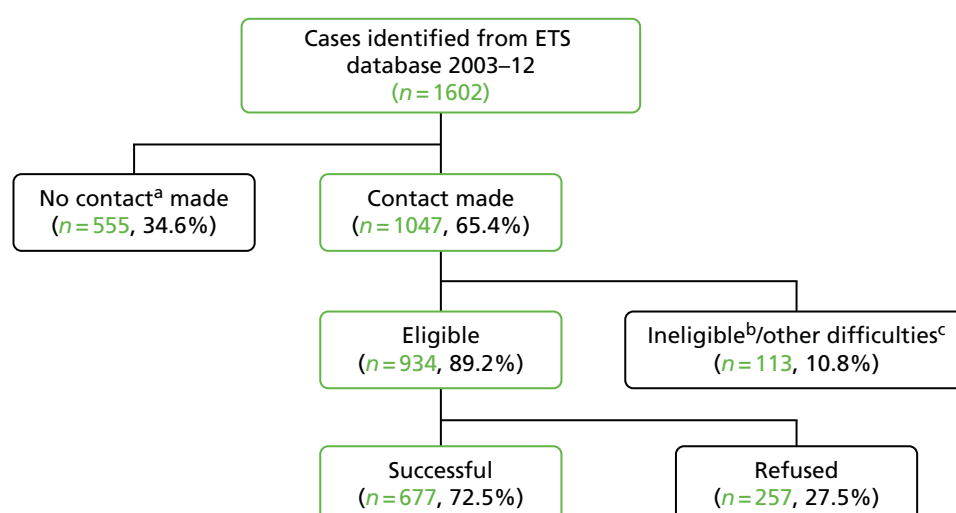 Cases identified from ETS
database 2003–12
(n=1602)
No contactᵃ made
(n=555, 34.6%)
Contact made
(n=1047, 65.4%)
Eligible
(n=934, 89.2%)
Ineligibleᵇ/other difficultiesᶜ
(n=113, 10.8%)
Successful
(n=677, 72.5%)
Refused
(n=257, 27.5%)